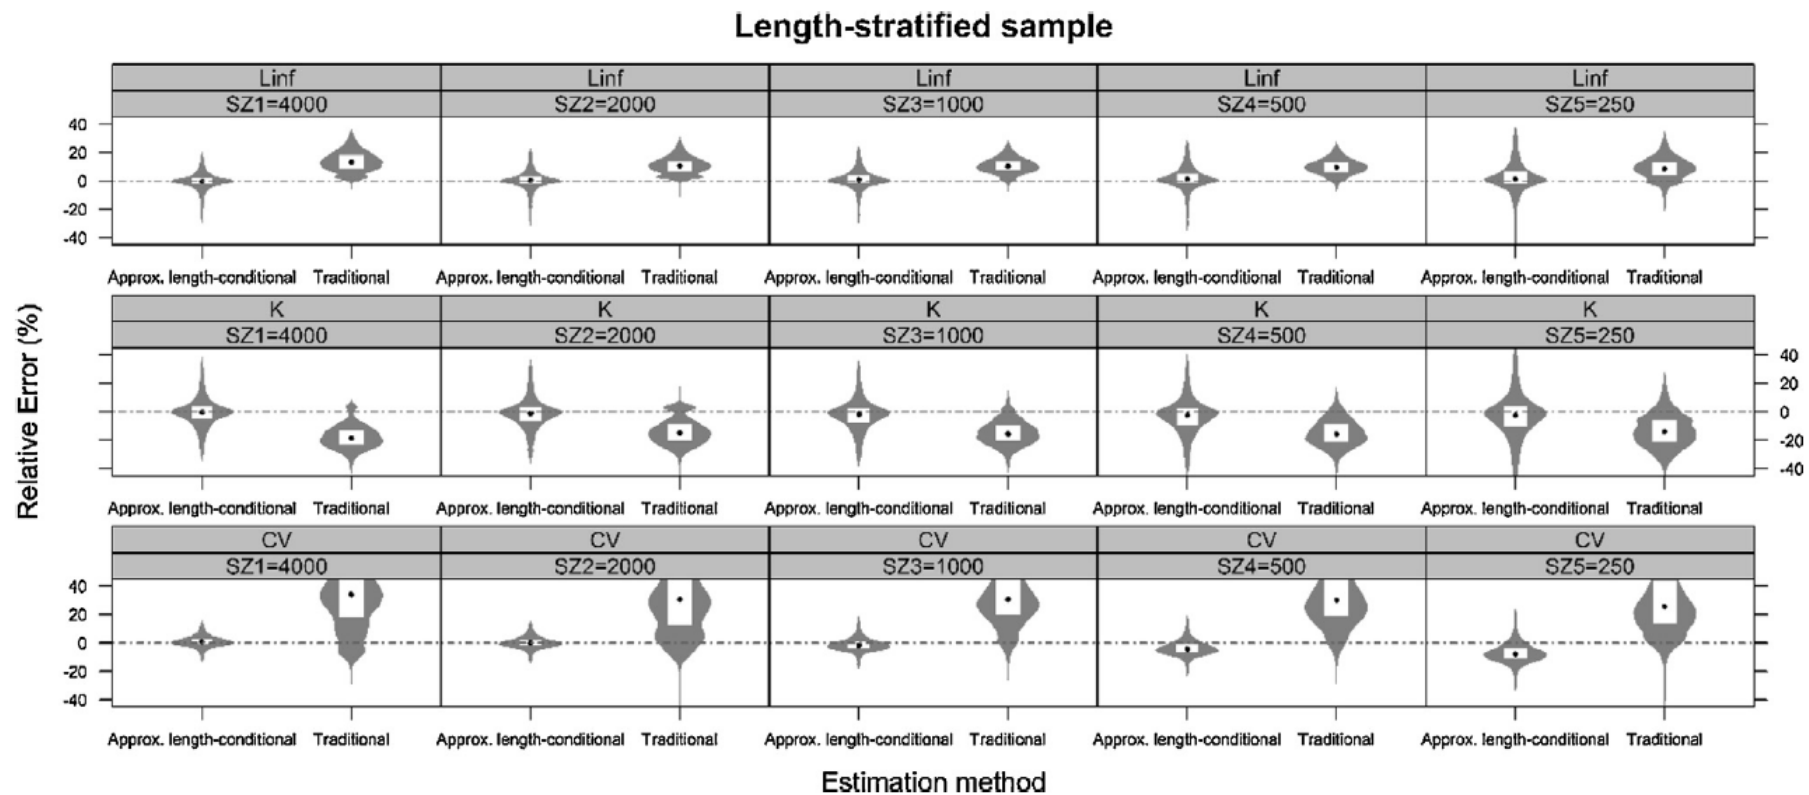 Length-stratified sample
Linf Linf Linf Linf Linf
SZ1=4000 SZ2=2000 SZ3=1000 SZ4=500 SZ5=250
40
20
0
-20
-40
Approx. length-conditional Traditional Approx. length-conditional Traditional Approx. length-conditional Traditional Approx. length-conditional Traditional Approx. length-conditional Traditional
Relative Error (%)
K K K K K
SZ1=4000 SZ2=2000 SZ3=1000 SZ4=500 SZ5=250
40
20
0
-20
-40
Approx. length-conditional Traditional Approx. length-conditional Traditional Approx. length-conditional Traditional Approx. length-conditional Traditional Approx. length-conditional Traditional
CV CV CV CV CV
SZ1=4000 SZ2=2000 SZ3=1000 SZ4=500 SZ5=250
40
20
0
-20
-40
Approx. length-conditional Traditional Approx. length-conditional Traditional Approx. length-conditional Traditional Approx. length-conditional Traditional Approx. length-conditional Traditional
Estimation method